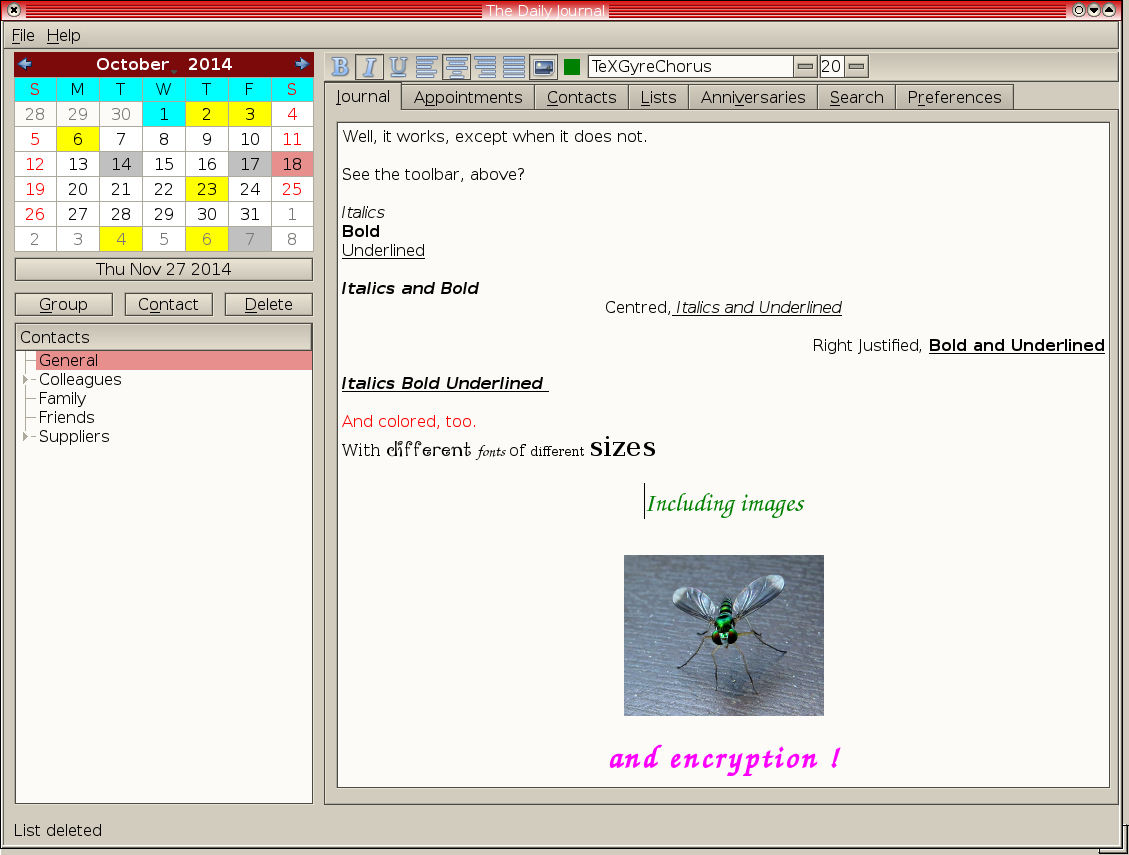 The Daily Journal
File Help
October 2014
S M T W T F S
28 29 30 1 2 3 4
5 6 7 8 9 10 11
12 13 14 15 16 17 18
19 20 21 22 23 24 25
26 27 28 29 30 31 1
2 3 4 5 6 7 8
Thu Nov 27 2014
Group Contact Delete
Contacts
General
Colleagues
Family
Friends
Suppliers
B I U TeXGyreChorus 20
Journal Appointments Contacts Lists Anniversaries Search Preferences
Well, it works, except when it does not.
See the toolbar, above?
Italics
Bold
Underlined
Italics and Bold
Centred, Italics and Underlined
Right Justified, Bold and Underlined
Italics Bold Underlined
And colored, too.
With different fonts of different sizes
Including images
and encryption !
List deleted